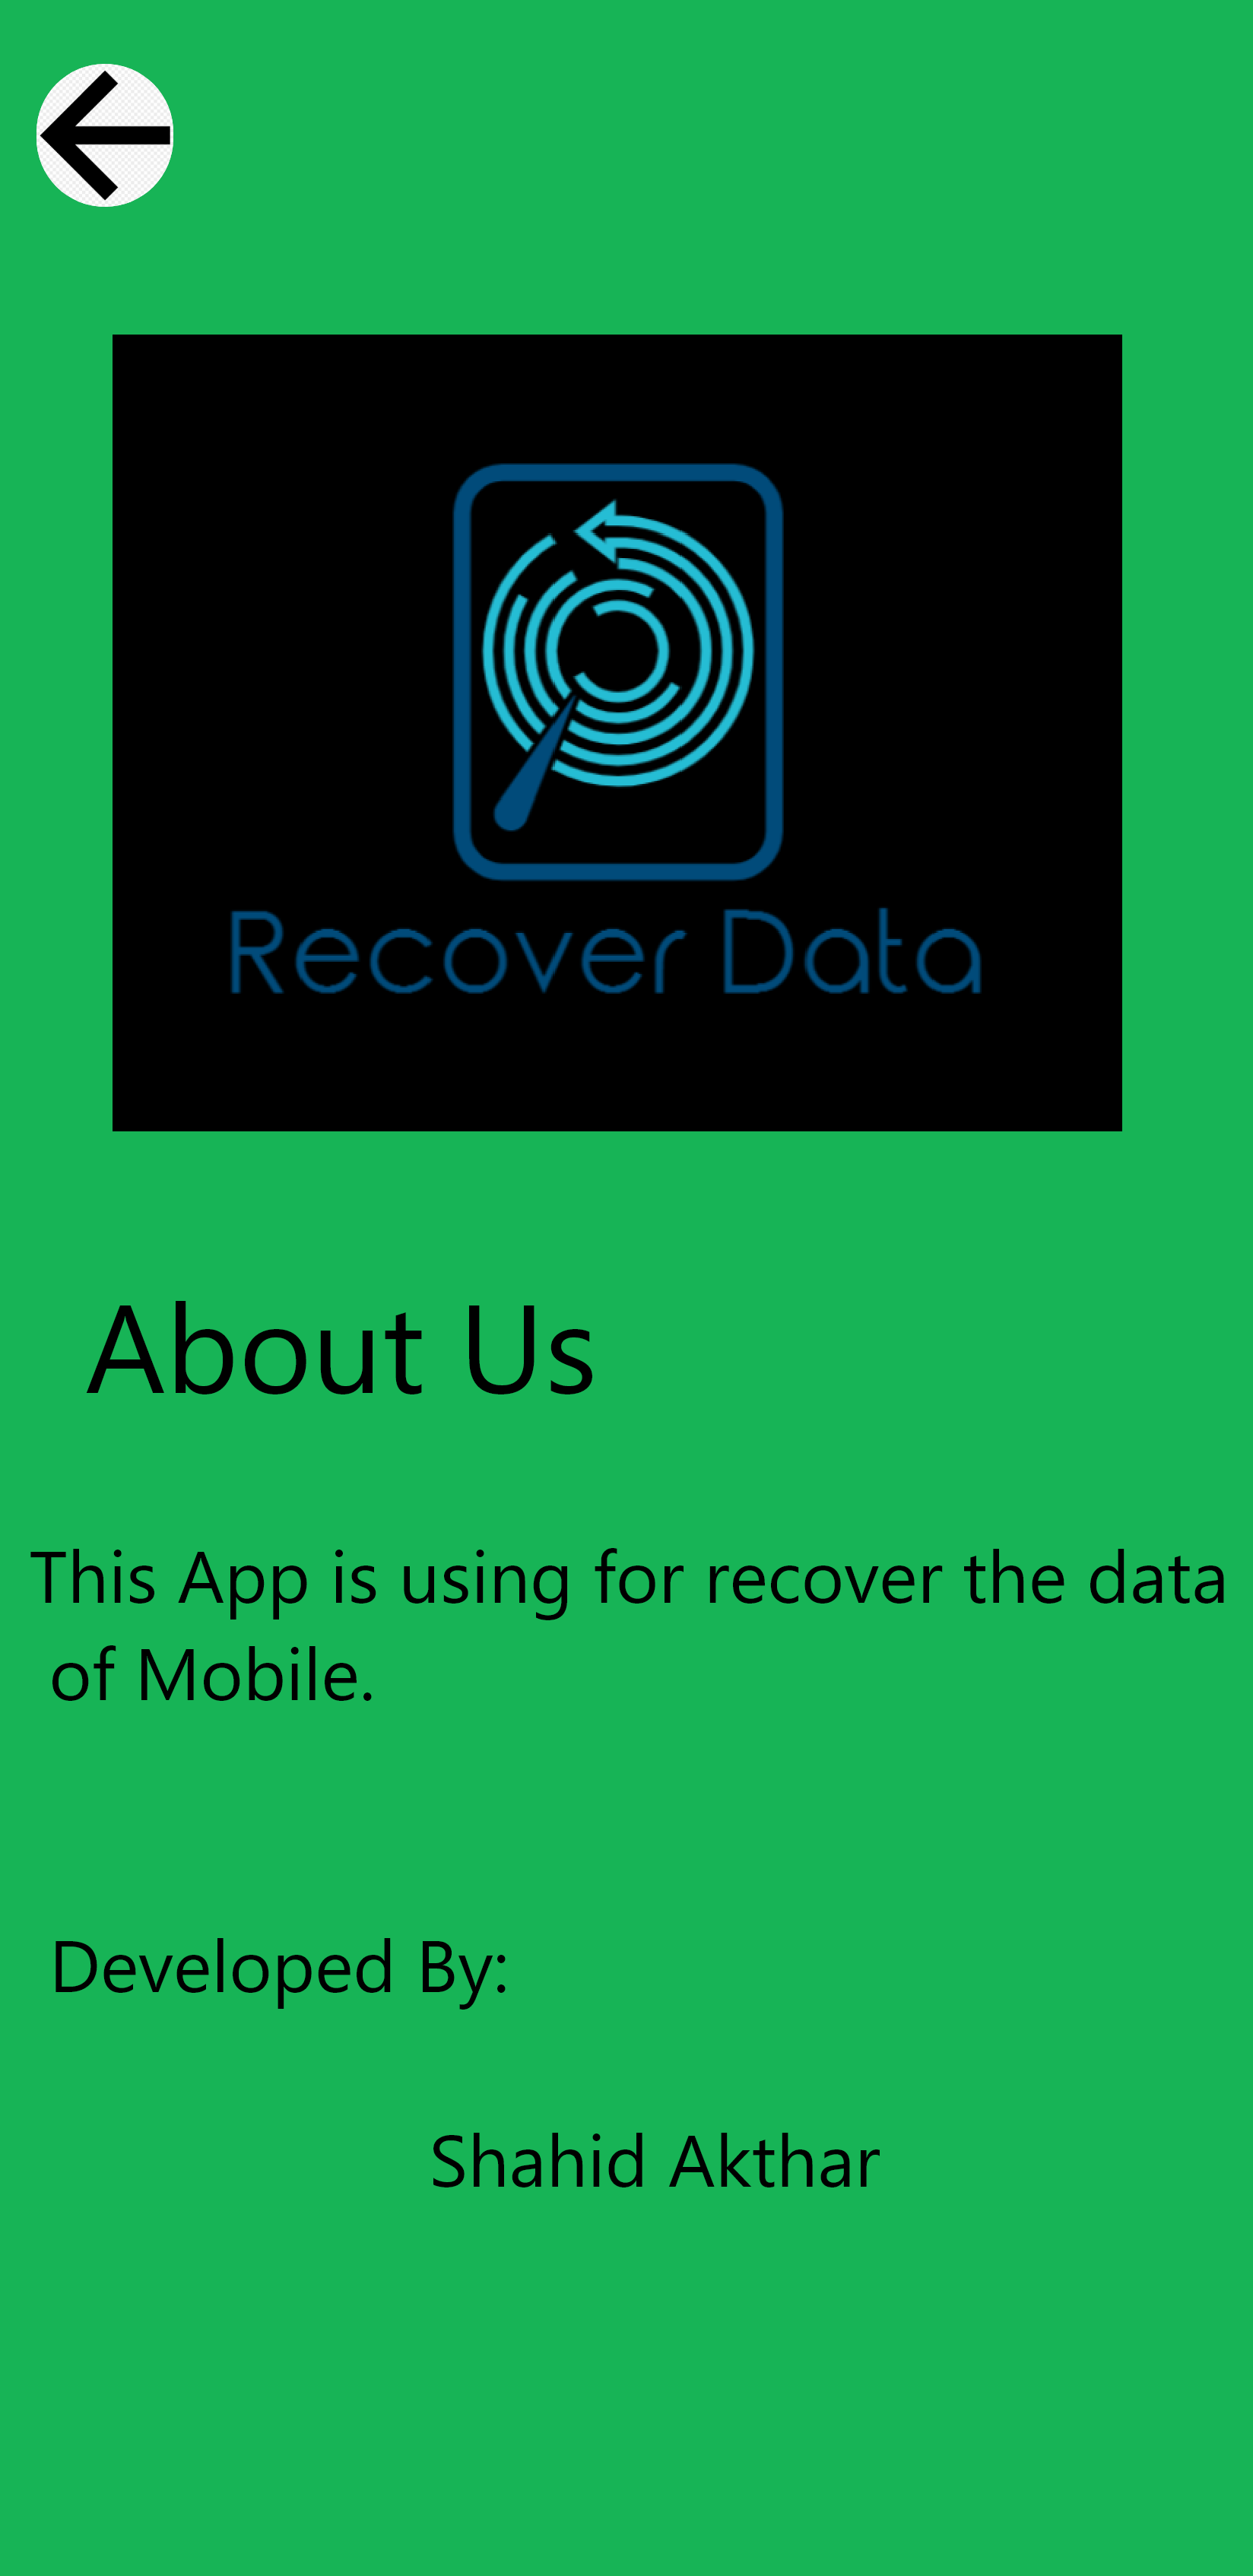 Recover Data
About Us
This App is using for recover the data
of Mobile.
Developed By:
Shahid Akthar